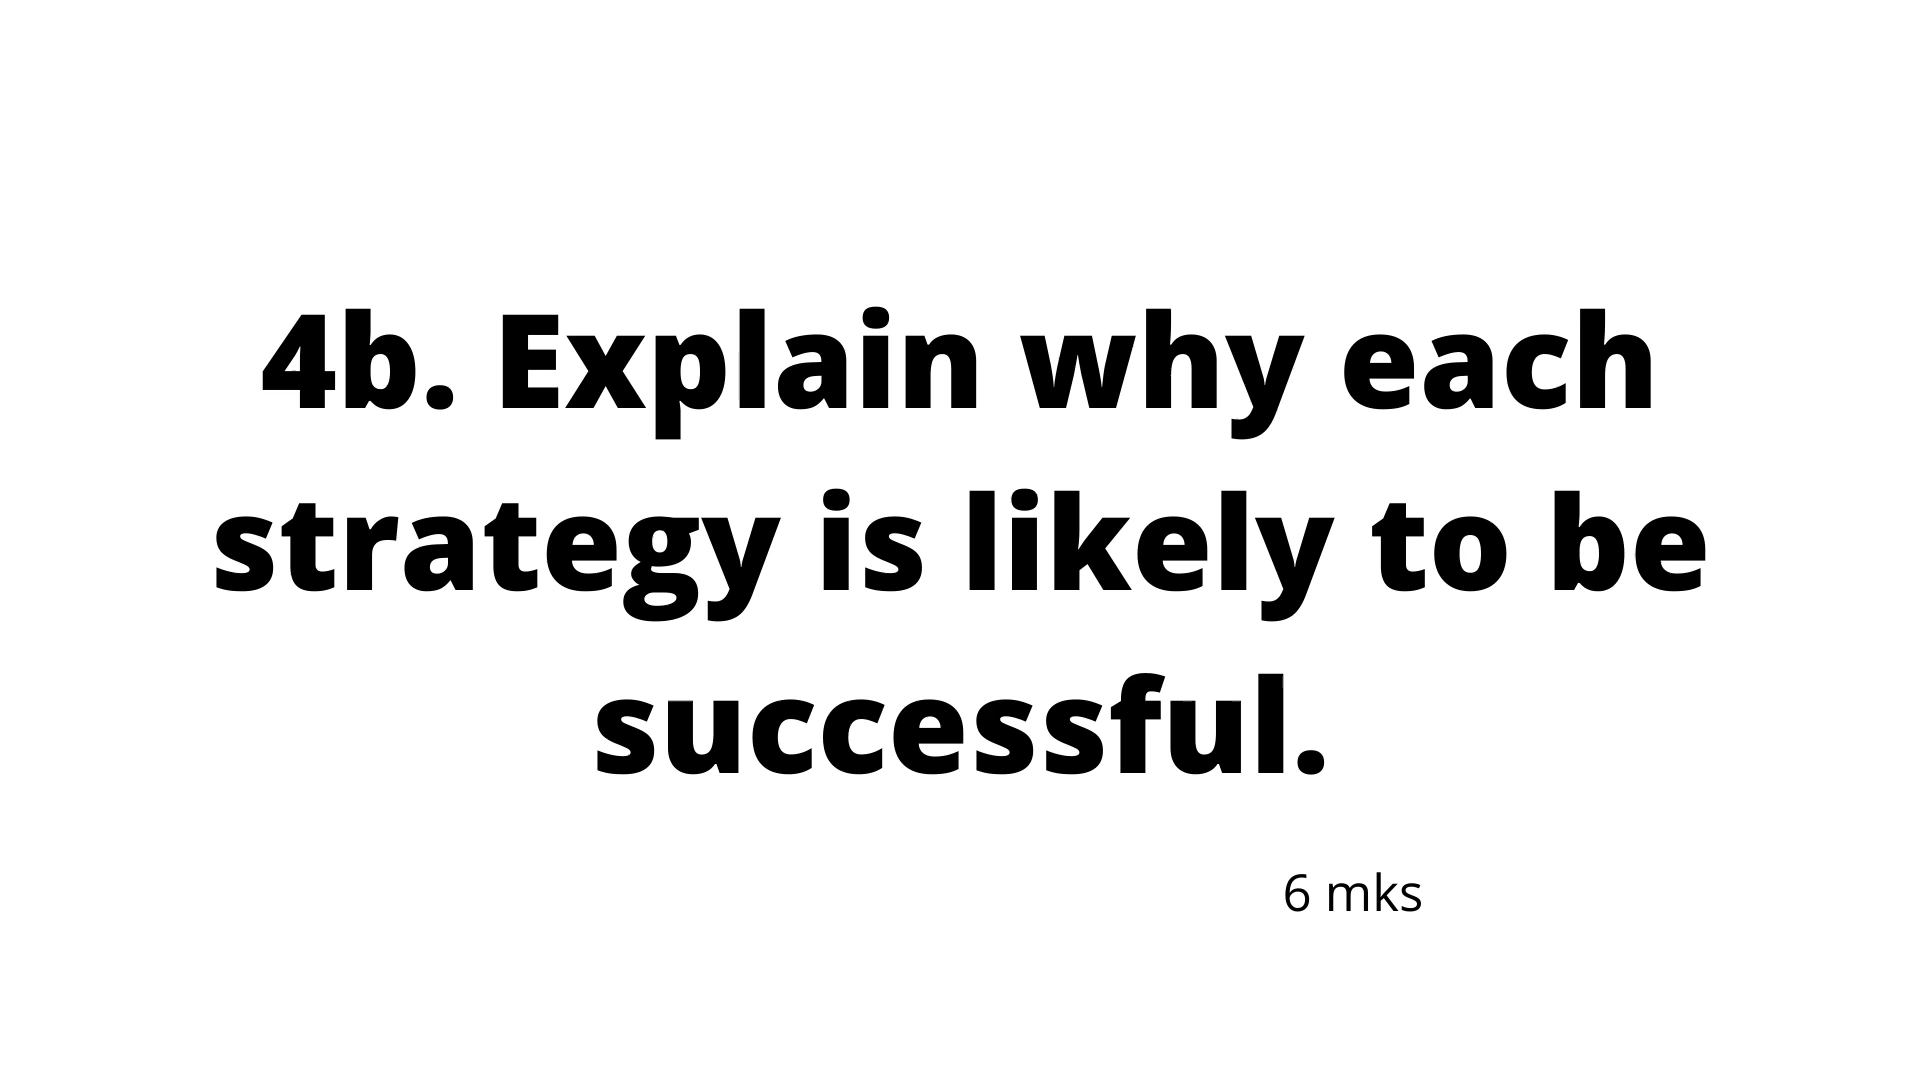 4b. Explain why each
strategy is likely to be
successful.
6 mks